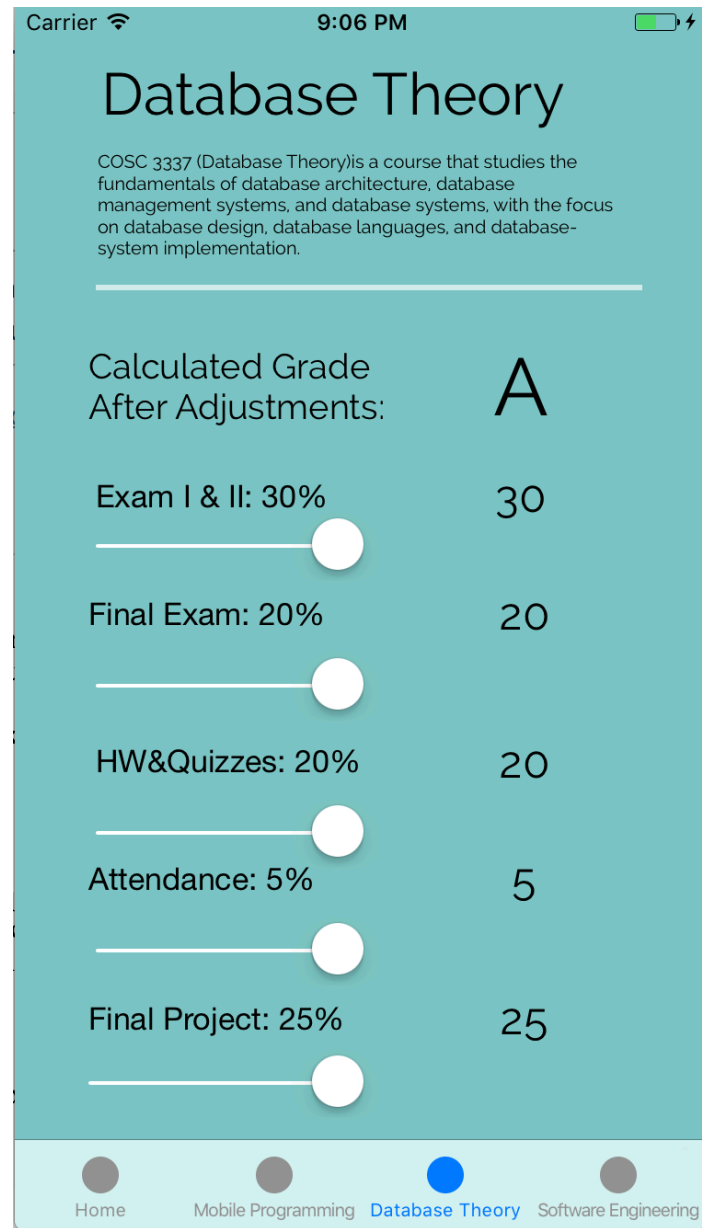 Carrier 9:06 PM
Database Theory
COSC 3337 (Database Theory)is a course that studies the
fundamentals of database architecture, database
management systems, and database systems, with the focus
on database design, database languages, and database-
system implementation.
Calculated Grade
After Adjustments:
A
Exam I & II: 30% 30
Final Exam: 20% 20
HW&Quizzes: 20% 20
Attendance: 5% 5
Final Project: 25% 25
Home Mobile Programming Database Theory Software Engineering